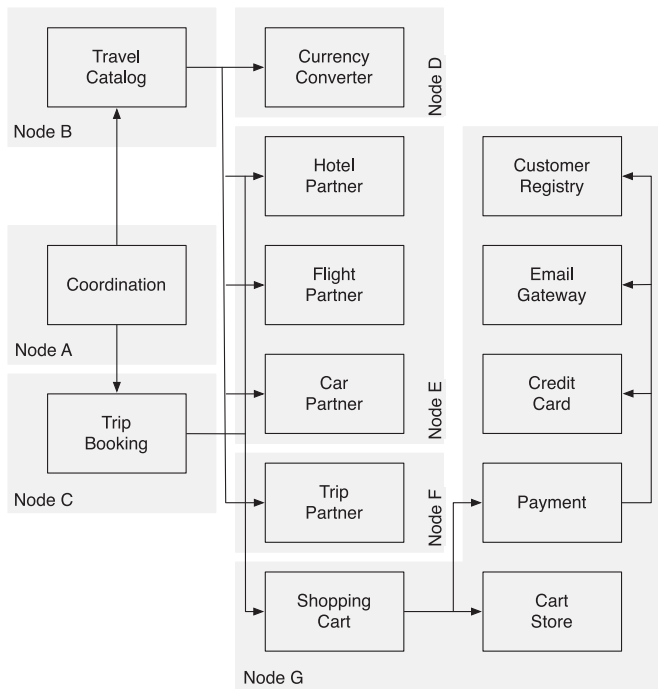 Travel
Catalog
Node B
Currency
Converter
Node D
Hotel
Partner
Customer
Registry
Coordination
Node A
Flight
Partner
Email
Gateway
Car
Partner
Node E
Credit
Card
Trip
Booking
Node C
Trip
Partner
Node F
Payment
Shopping
Cart
Cart
Store
Node G